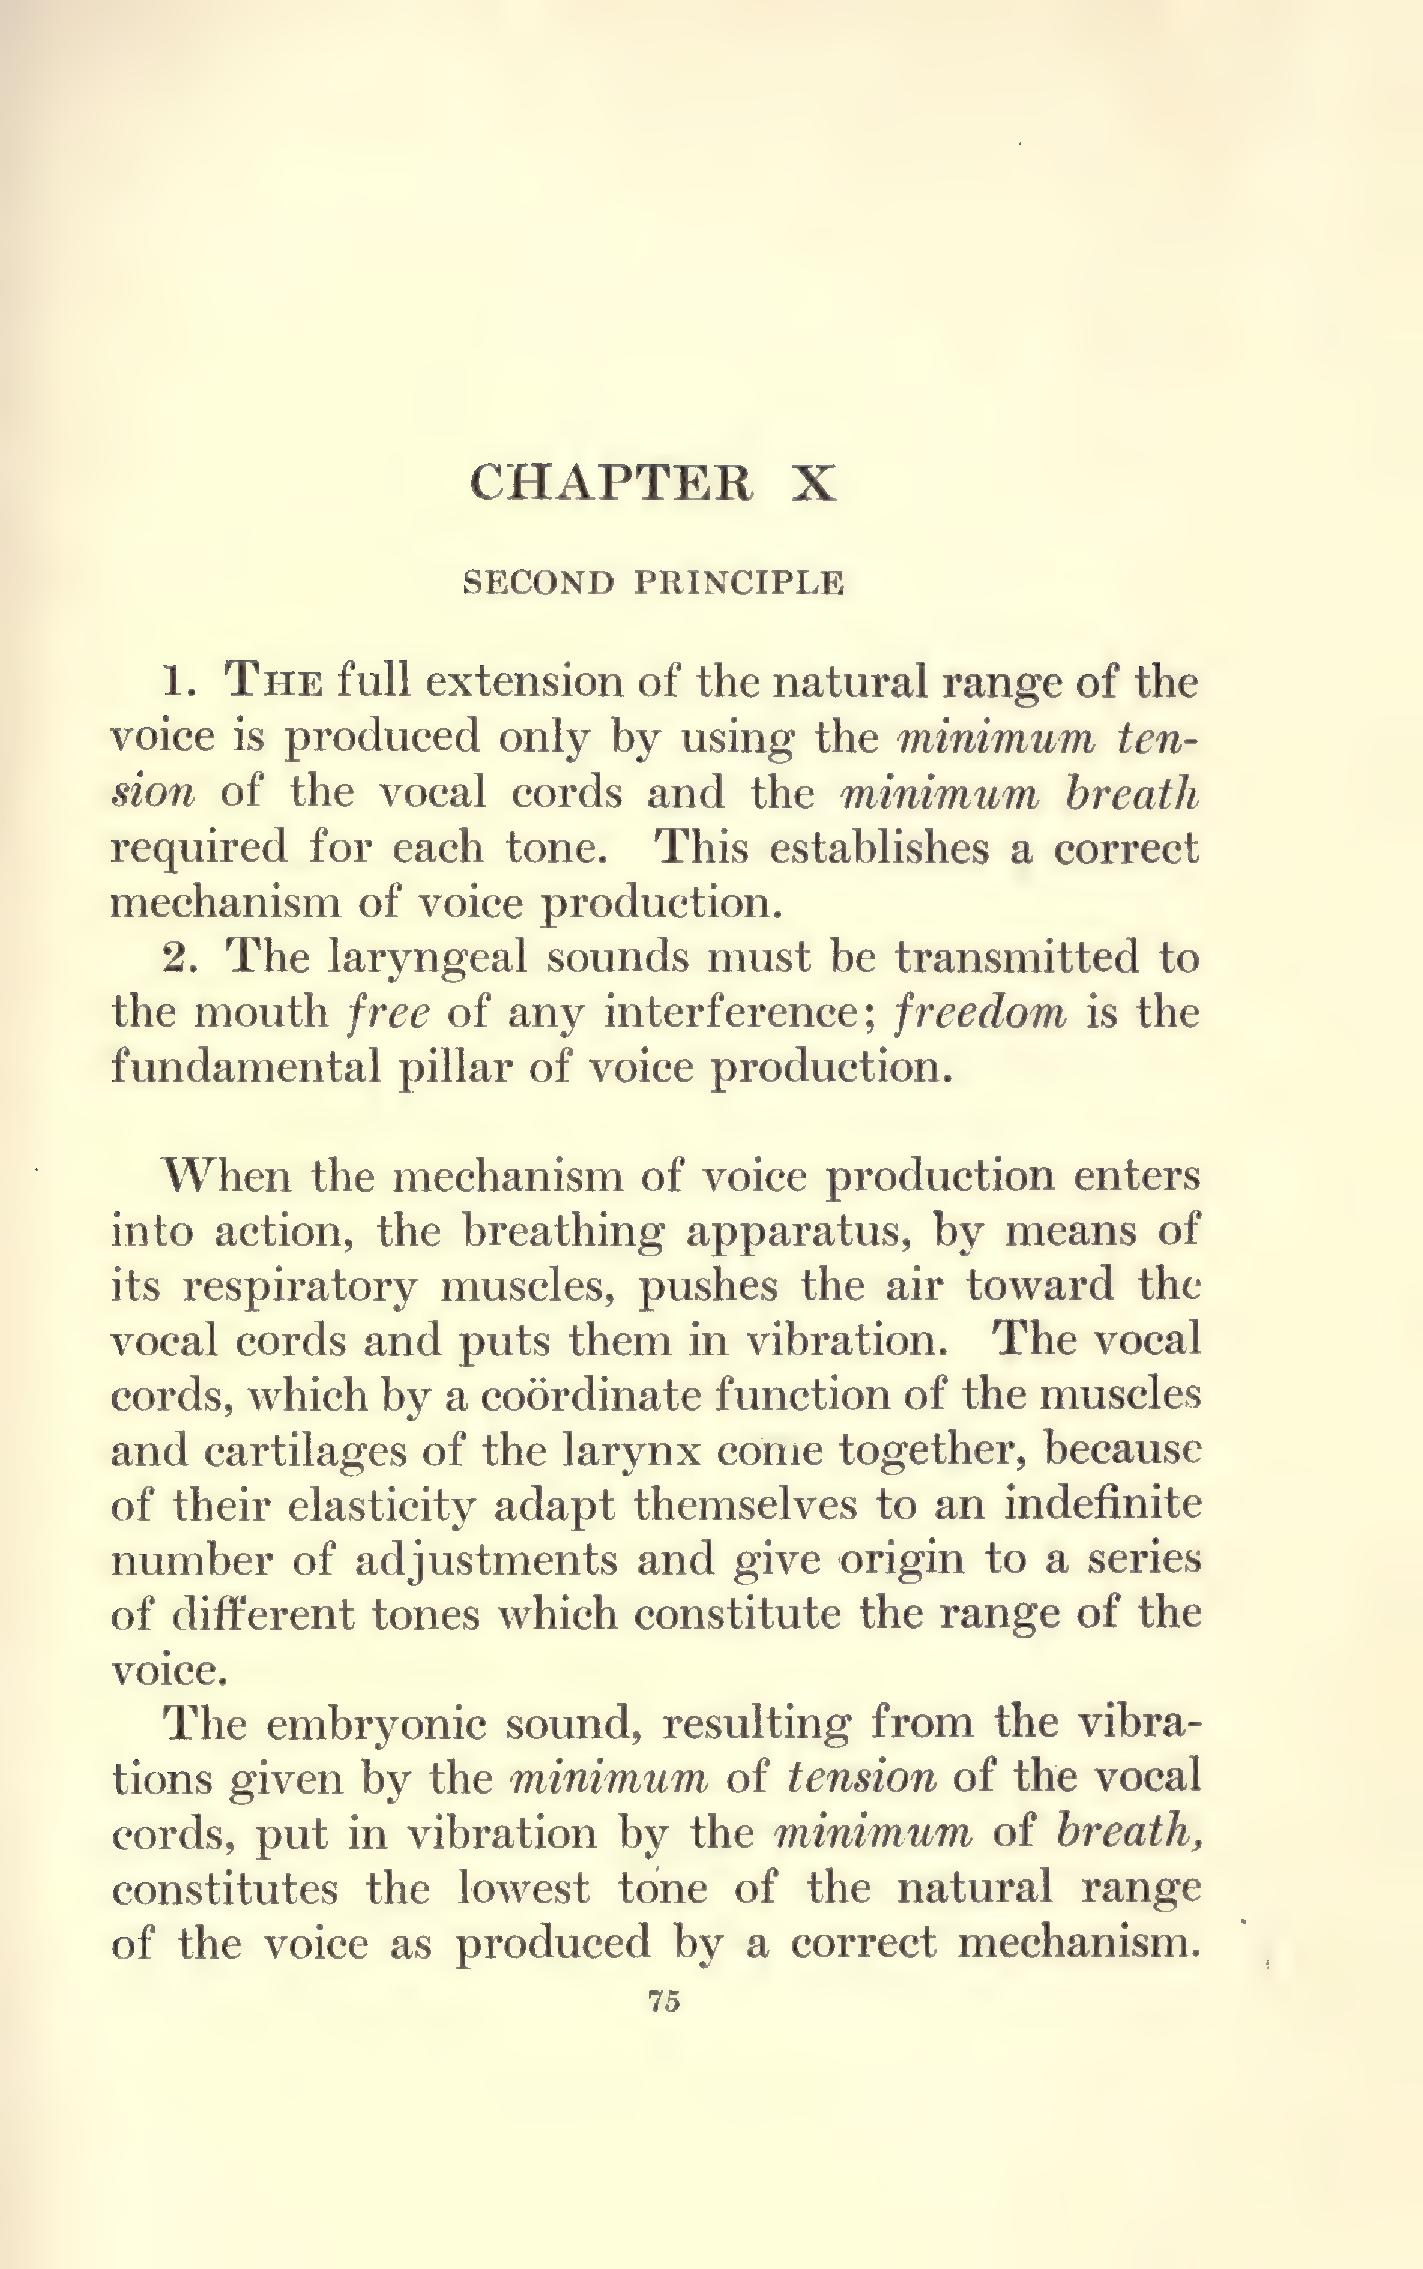 CHAPTER X
SECOND PRINCIPLE
1. THE full extension of the natural range of the
voice is produced only by using the minimum ten-
sion of the vocal cords and the minimum breath
required for each tone. This establishes a correct
mechanism of voice production.
2. The laryngeal sounds must be transmitted to
the mouth free of any interference; freedom is the
fundamental pillar of voice production.
When the mechanism of voice production enters
into action, the breathing apparatus, by means of
its respiratory muscles, pushes the air toward the
vocal cords and puts them in vibration. The vocal
cords, which by a coördinate function of the muscles
and cartilages of the larynx come together, because
of their elasticity adapt themselves to an indefinite
number of adjustments and give origin to a series
of different tones which constitute the range of the
voice.
The embryonic sound, resulting from the vibra-
tions given by the minimum of tension of the vocal
cords, put in vibration by the minimum of breath,
constitutes the lowest tone of the natural range
of the voice as produced by a correct mechanism.
75